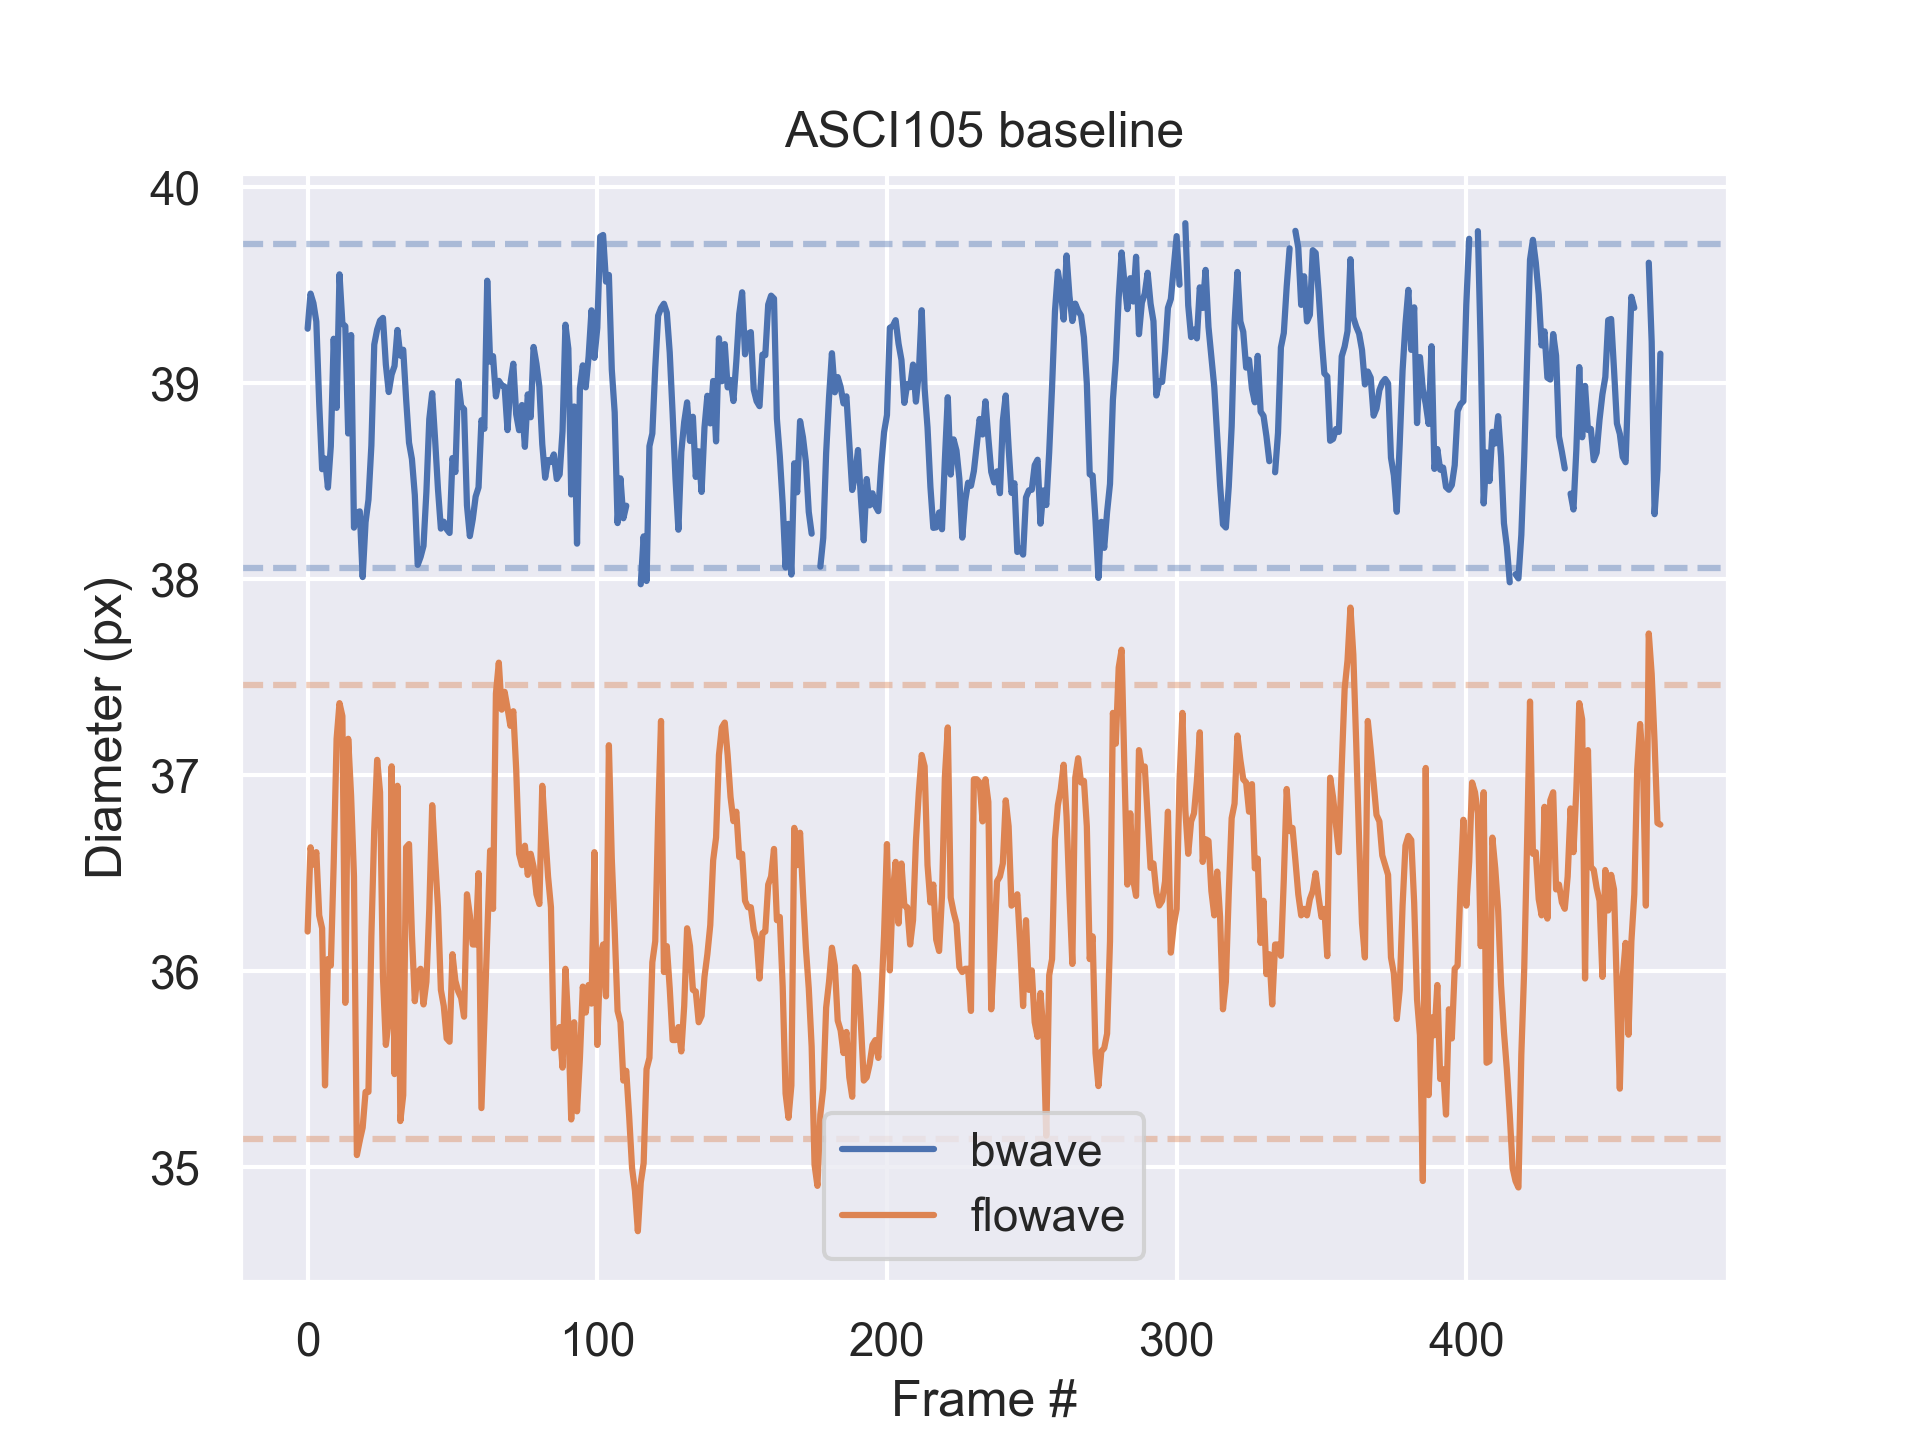 ASCI105 baseline
40
39
38
37
36
35
Diameter (px)
bwave
flowave
0 100 200 300 400
Frame #